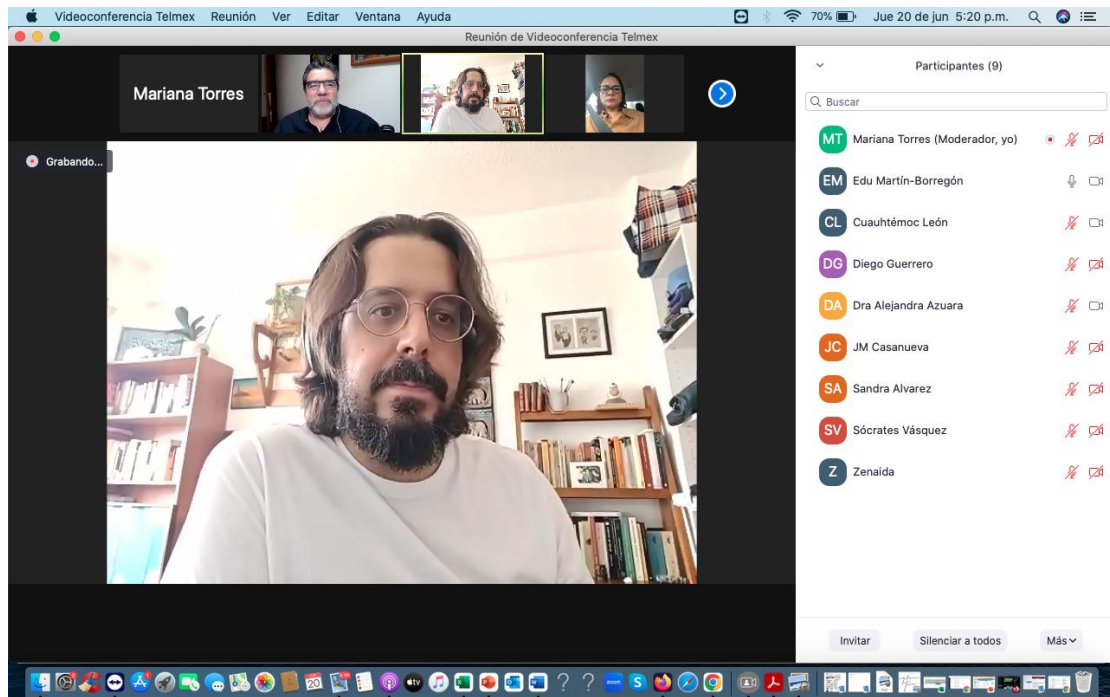 Videoconferencia Telmex Reunión Ver Editar Ventana Ayuda 70% Jue 20 de jun 5:20 p.m.
Reunión de Videoconferencia Telmex
Mariana Torres
Grabando...
Participantes (9)
Buscar
MT Mariana Torres (Moderador, yo)
EM Edu Martín-Borregón
CL Cuauhtémoc León
DG Diego Guerrero
DA Dra Alejandra Azuara
JC JM Casanueva
SA Sandra Alvarez
SV Sócrates Vásquez
Z Zenaida
Invitar Silenciar a todos Más
20 tv zoom S